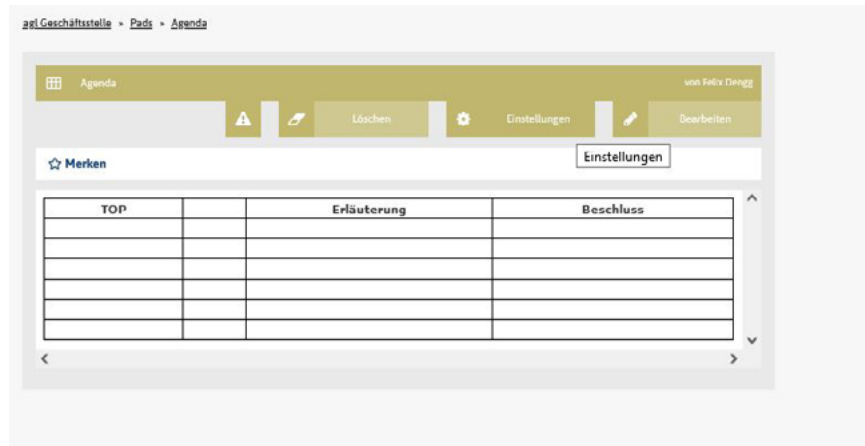 agl Geschäftsstelle » Pads » Agenda
Agenda von Felix Dengg
Löschen Einstellungen Bearbeiten
Einstellungen
Merken
TOP Erläuterung Beschluss